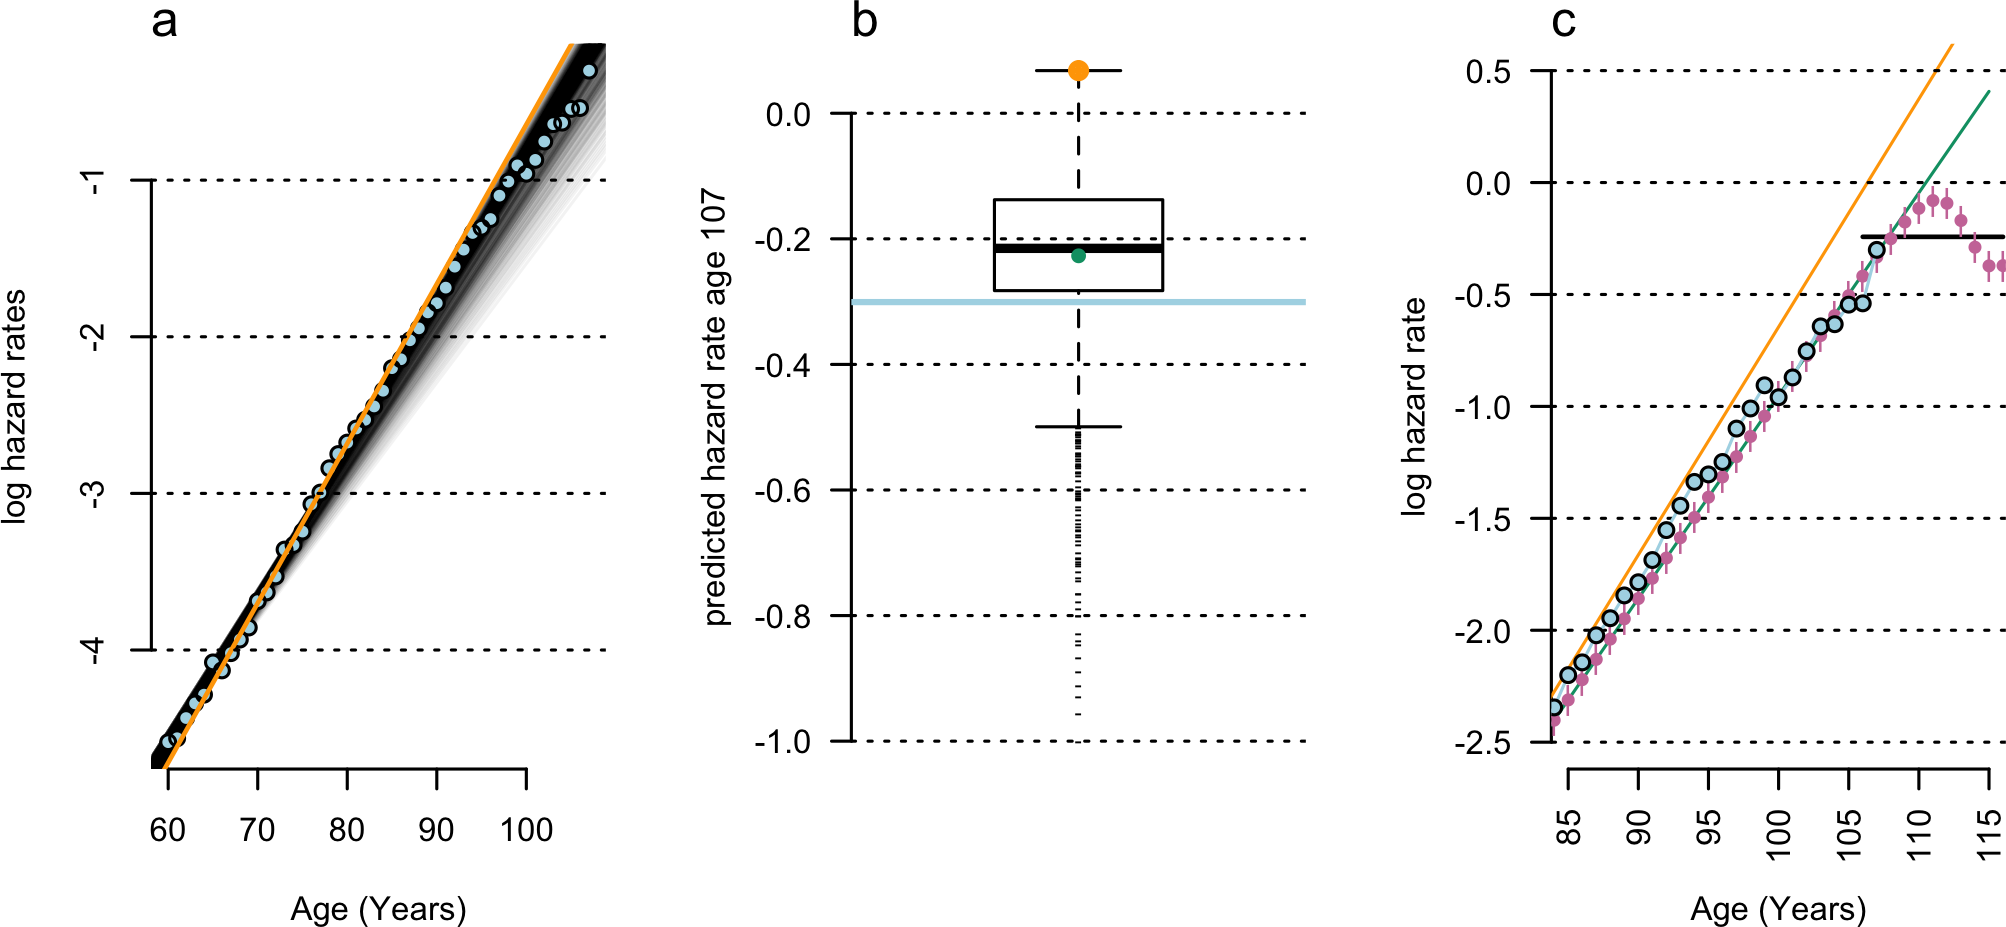 a
log hazard rates
-1
-2
-3
-4
60 70 80 90 100
Age (Years)
b
predicted hazard rate age 107
0.0
-0.2
-0.4
-0.6
-0.8
-1.0
c
log hazard rate
0.5
0.0
-0.5
-1.0
-1.5
-2.0
-2.5
85 90 95 100 105 110 115
Age (Years)